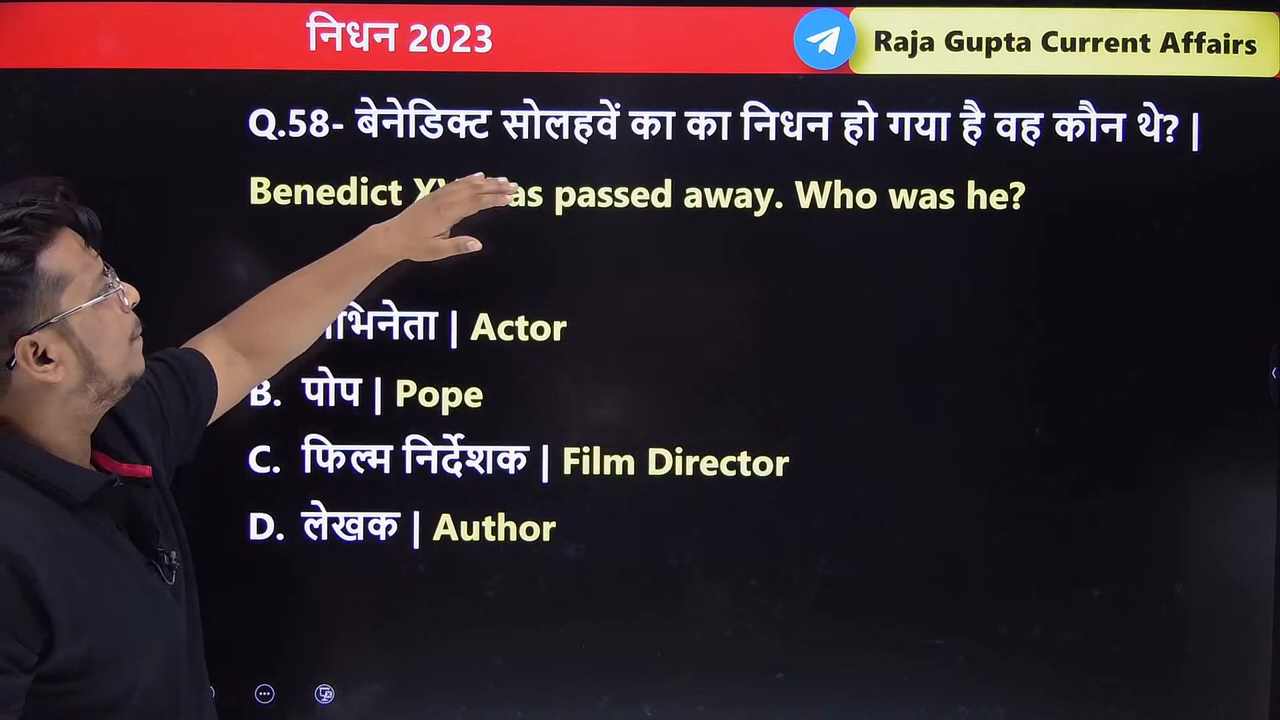 निधन 2023
Raja Gupta Current Affairs
Q.58- बेनेडिक्ट सोलहवें का का निधन हो गया है वह कौन थे? |
Benedict passed away. Who was he?
| Actor
B. पोप | Pope
C. फिल्म निर्देशक | Film Director
D. लेखक | Author